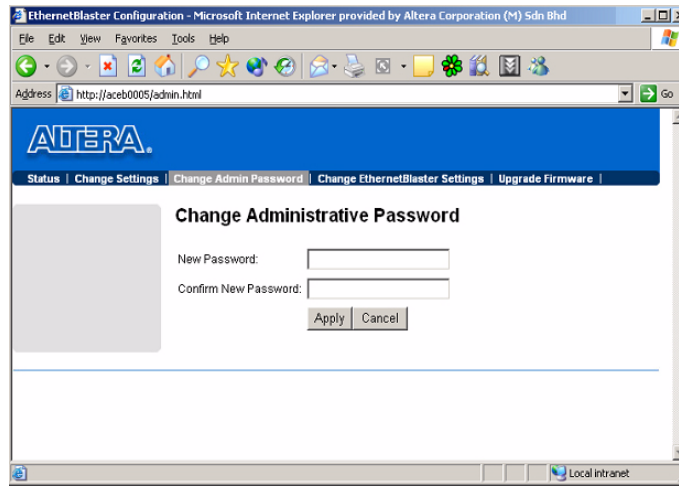 EthernetBlaster Configuration - Microsoft Internet Explorer provided by Altera Corporation (M) Sdn Bhd
File Edit View Favorites Tools Help
Address http://aceb0005/admin.html Go
ALTERA.
Status | Change Settings | Change Admin Password | Change EthernetBlaster Settings | Upgrade Firmware |
Change Administrative Password
New Password:
Confirm New Password:
Apply Cancel
Local intranet